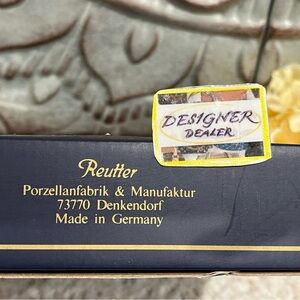 DESIGNER
DEALER
Reutter
Porzellanfabrik & Manufaktur
73770 Denkendorf
Made in Germany